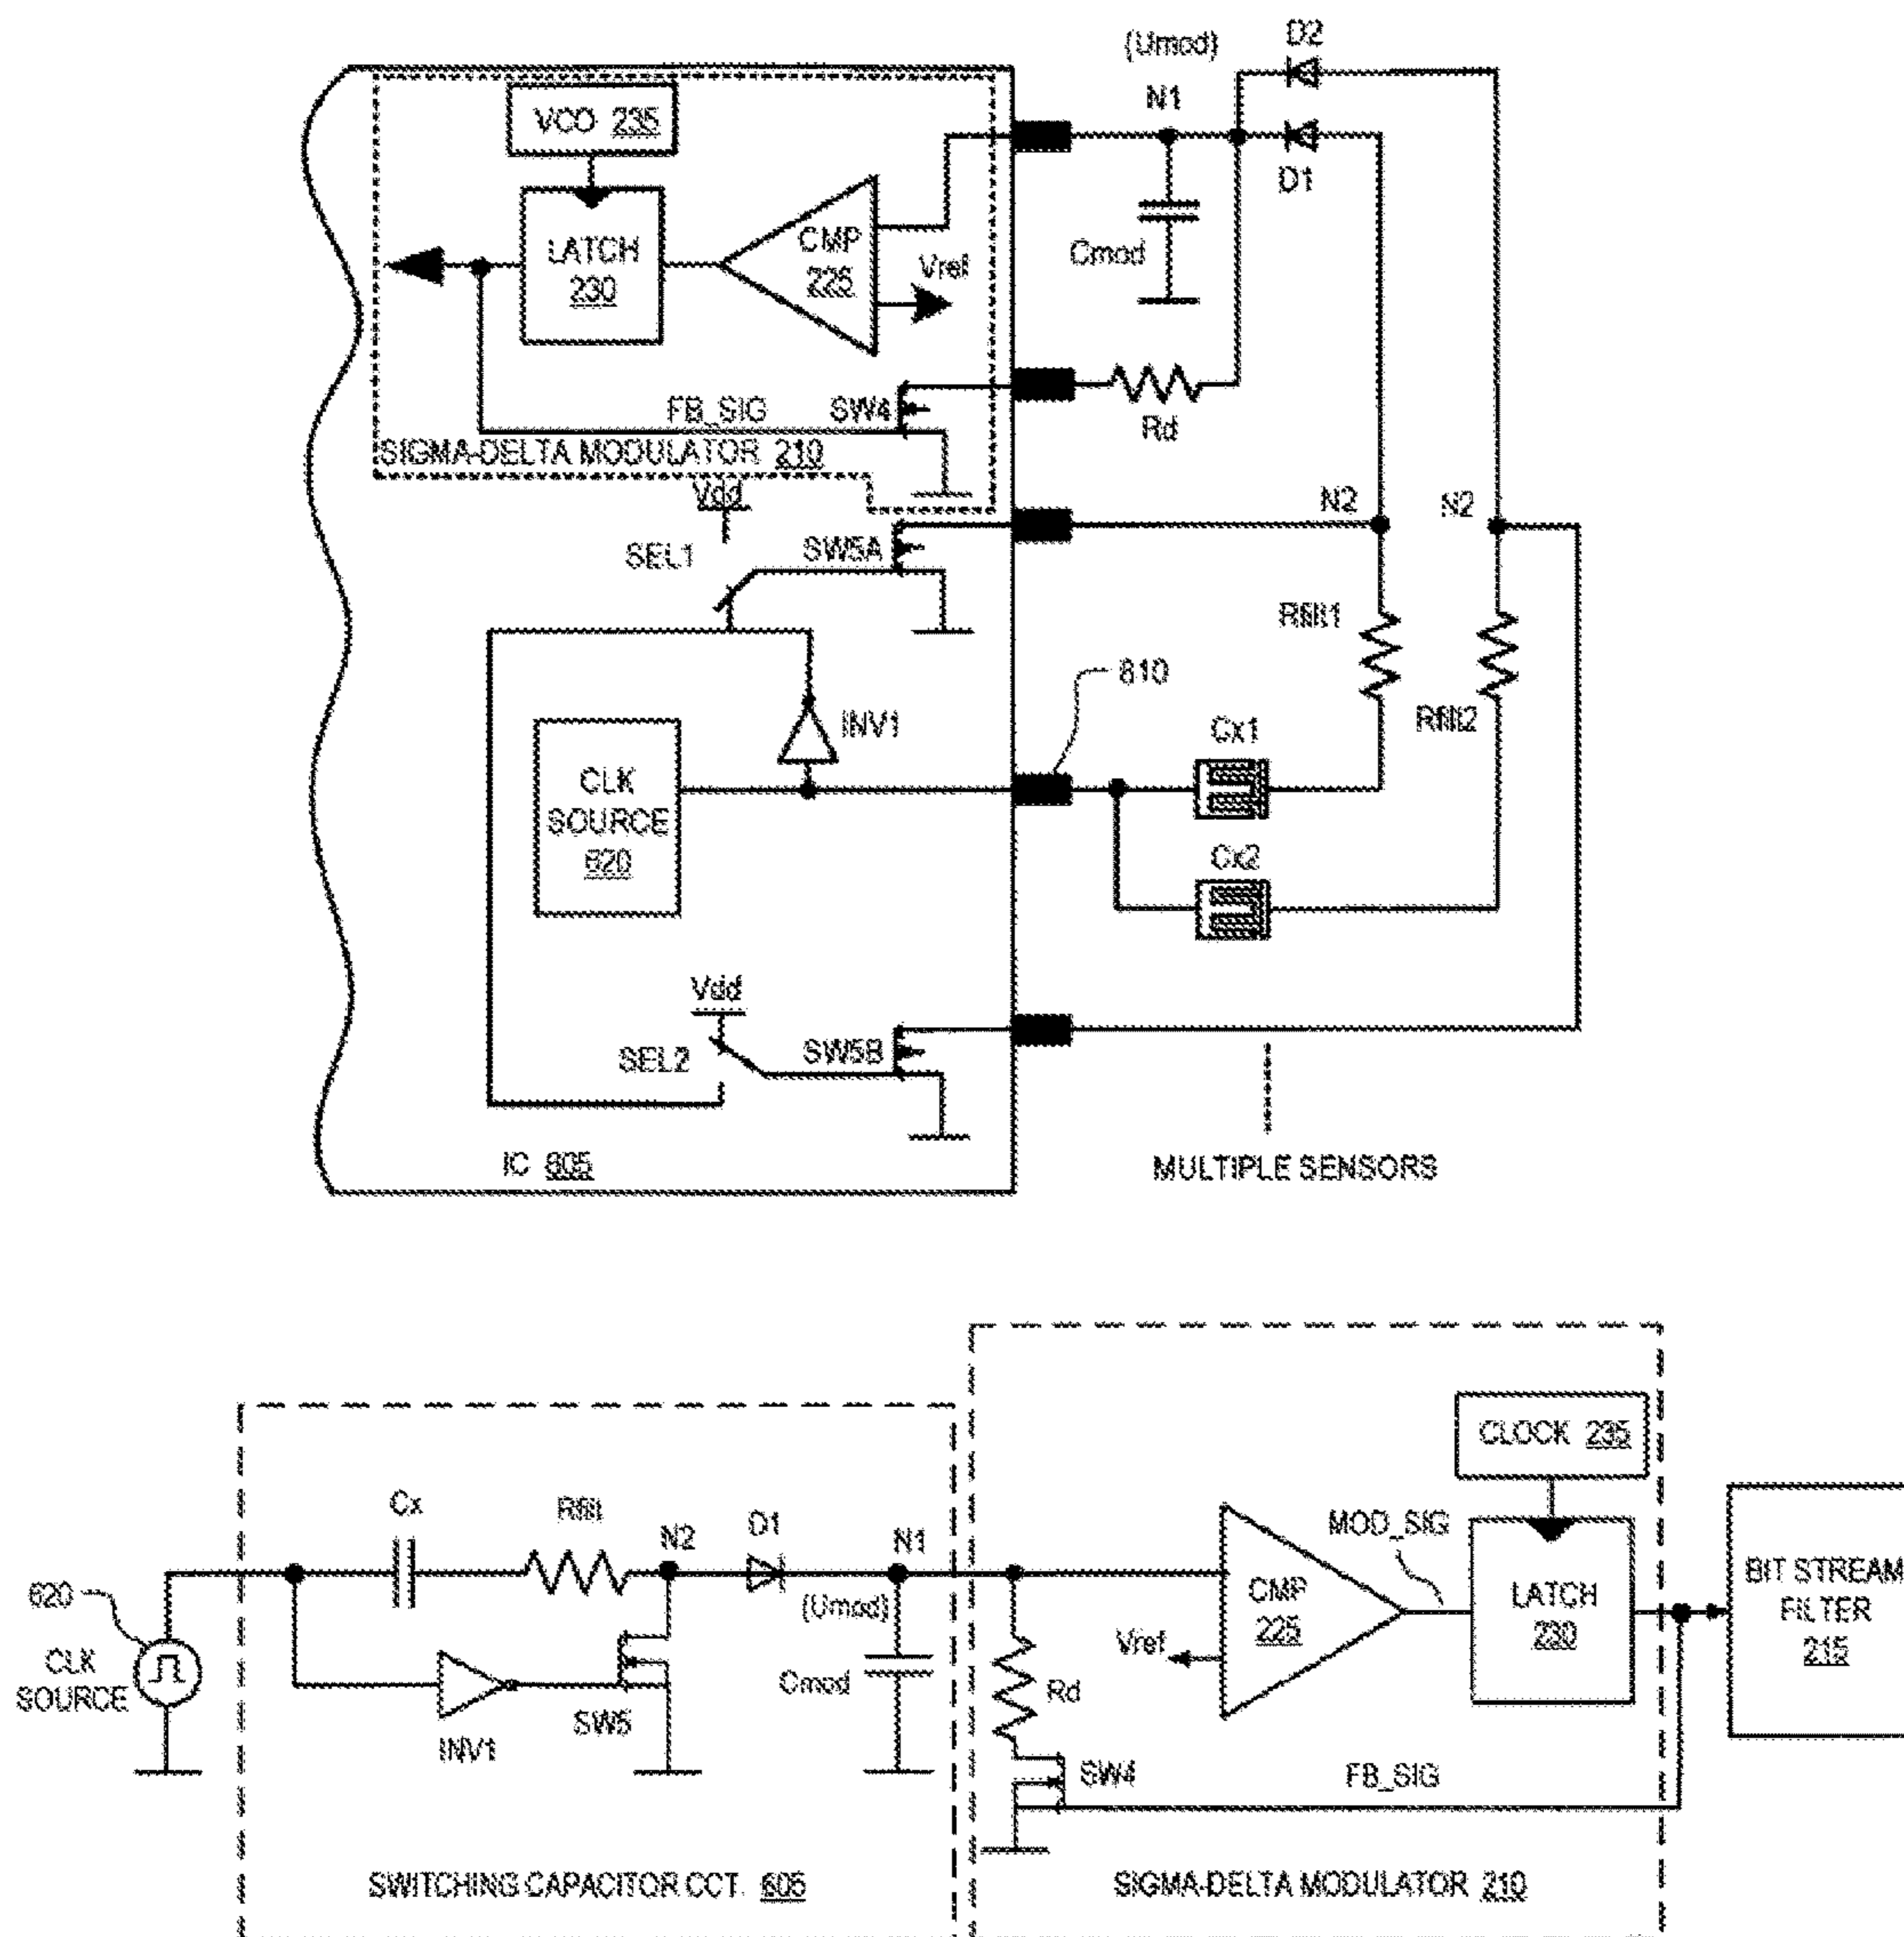 D2
(Umod)
VCO 235
N1
D1
LATCH
230
CMP
225
Vref
Cmod
FB_SIG
SW4
Rd
SIGMA-DELTA MODULATOR 210
Vdd
N2
N2
SEL1
SW5A
Rfilt1
810
INV1
Rfilt2
Cx1
CLK
SOURCE
620
Cx2
Vdd
SEL2
SW5B
IC 805
MULTIPLE SENSORS
CLOCK 235
Cx
Rfilt
N2
D1
N1
MOD_SIG
BIT STREAM
FILTER
215
620
(Umod)
CMP
225
LATCH
230
Vref
CLK
SOURCE
Cmod
Rd
SW5
INV1
SW4
FB_SIG
SWITCHING CAPACITOR CCT. 605
SIGMA-DELTA MODULATOR 210